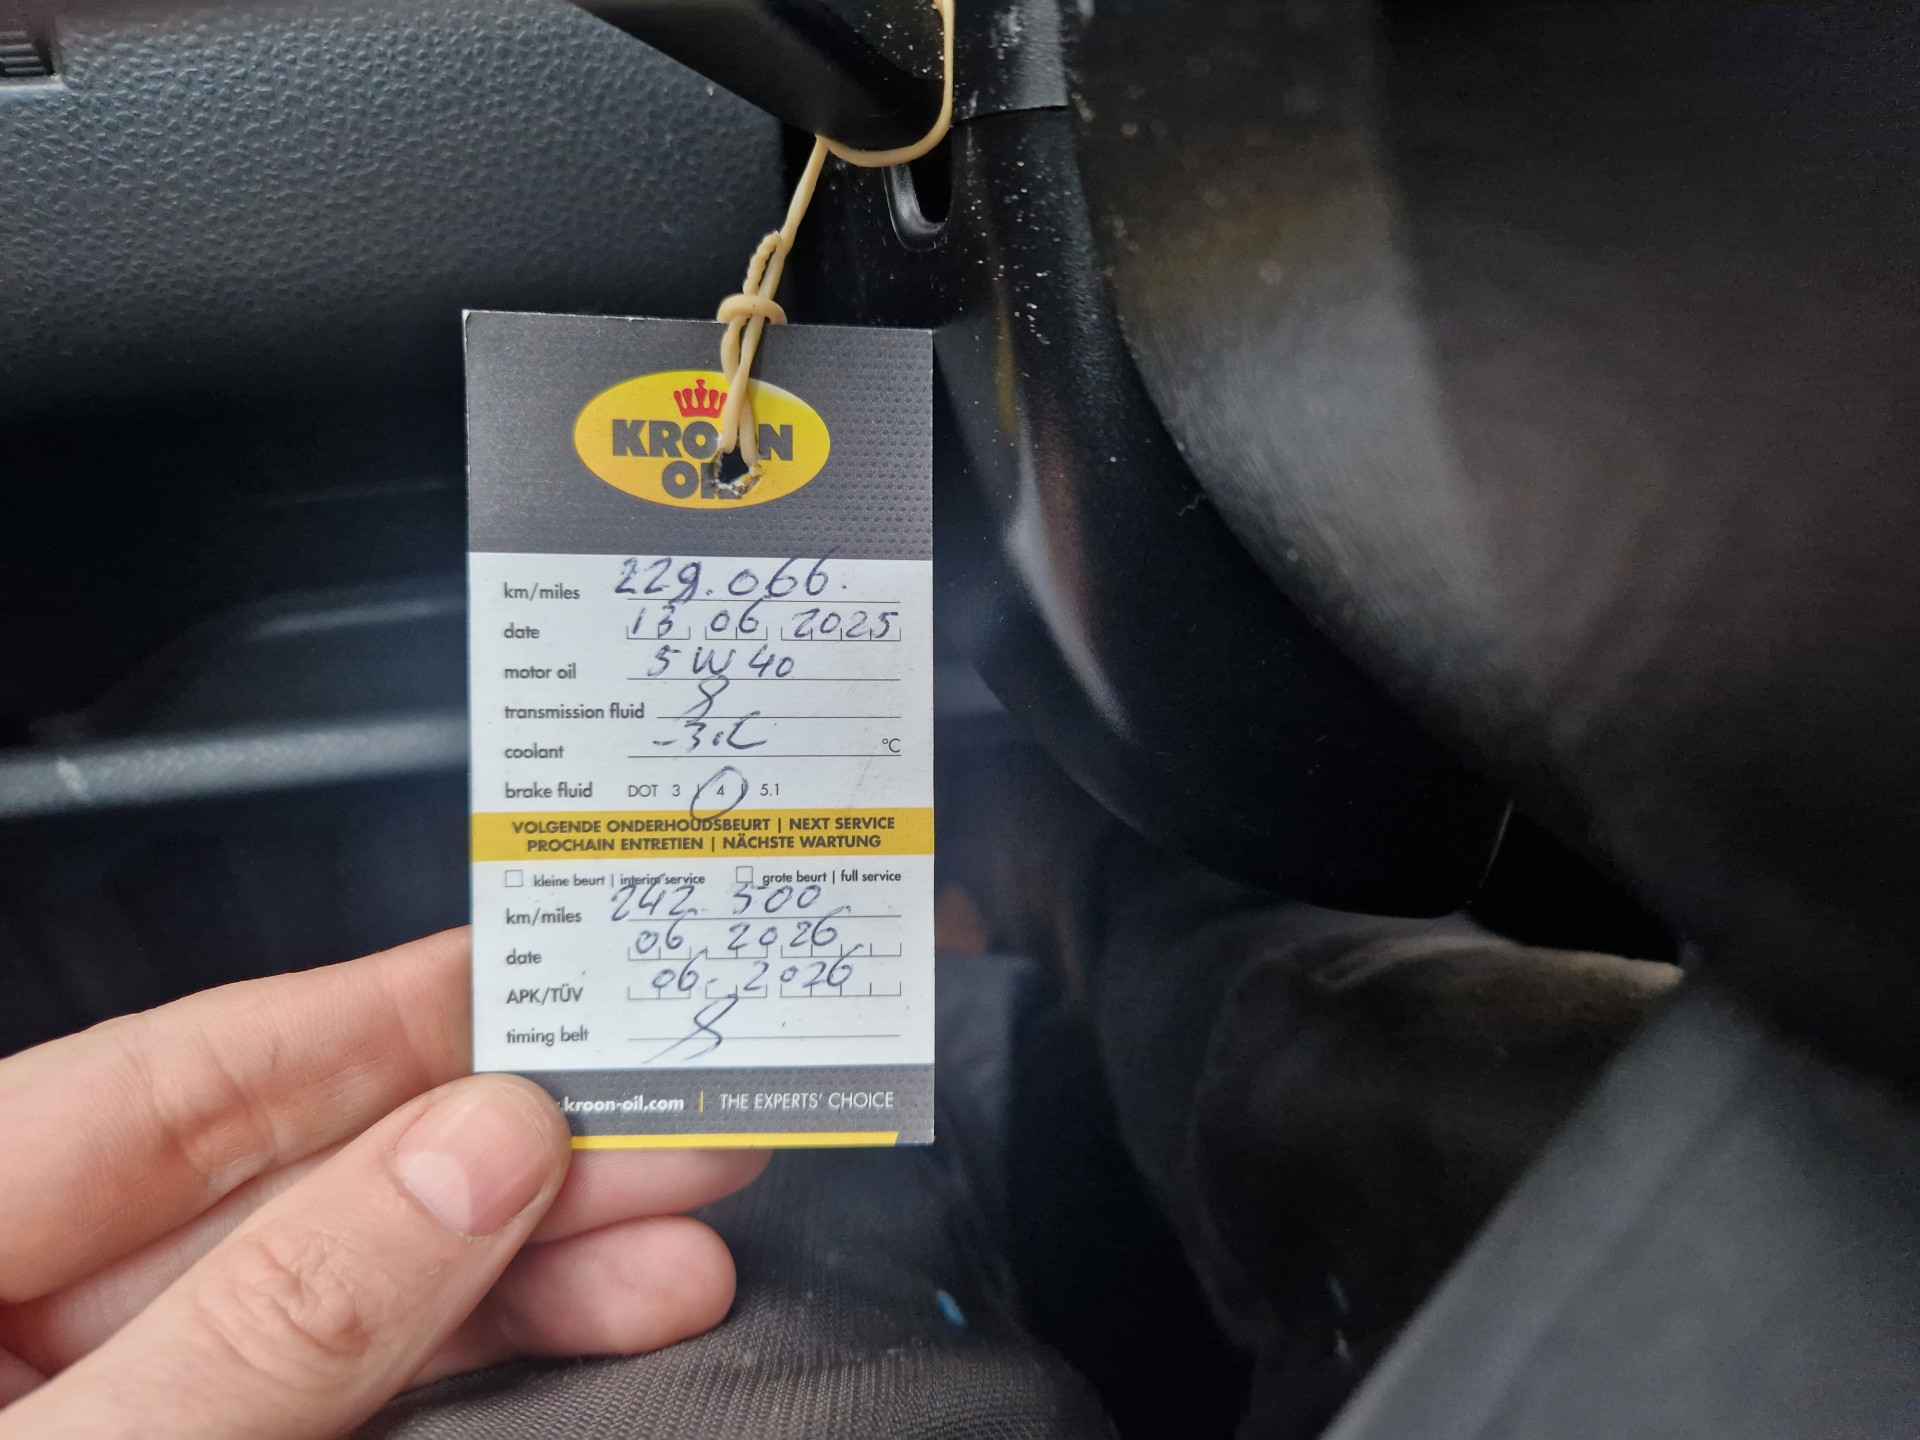 KROON
OIL
km/miles 229.066.
date 13 06 2025
motor oil 5W40
transmission fluid
coolant °C
brake fluid DOT 3 | 4 | 5.1
VOLGENDE ONDERHOUDSBEURT | NEXT SERVICE
PROCHAIN ENTRETIEN | NÄCHSTE WARTUNG
kleine beurt | interim service grote beurt | full service
km/miles 242.500
date 06.2026
APK/TÜV 06-2026
timing belt
kroon-oil.com | THE EXPERTS' CHOICE